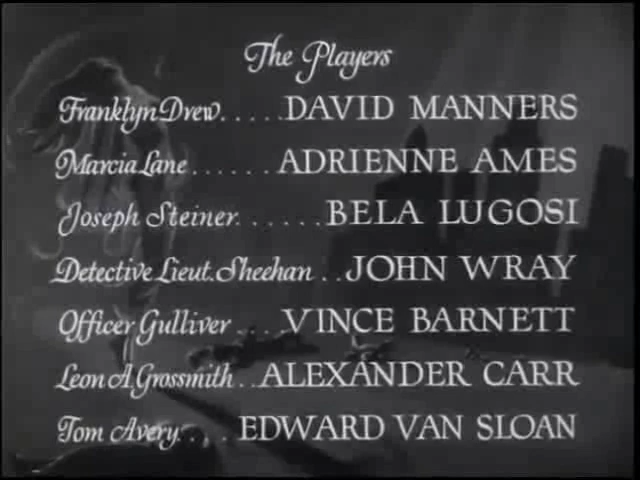 The Players
Franklyn Drew.....DAVID MANNERS
Marcia Lane......ADRIENNE AMES
Joseph Steiner......BELA LUGOSI
Detective Lieut. Sheehan..JOHN WRAY
Officer Gulliver....VINCE BARNETT
Leon A. Grossmith..ALEXANDER CARR
Tom Avery....EDWARD VAN SLOAN